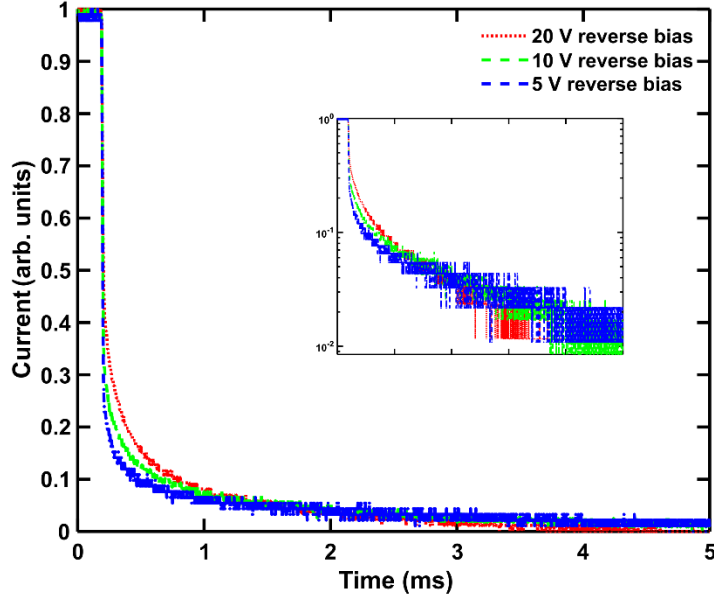 1
0.9
0.8
0.7
0.6
0.5
0.4
0.3
0.2
0.1
0
Current (arb. units)
20 V reverse bias
10 V reverse bias
5 V reverse bias
10^0
10^-1
10^-2
0 1 2 3 4 5
Time (ms)